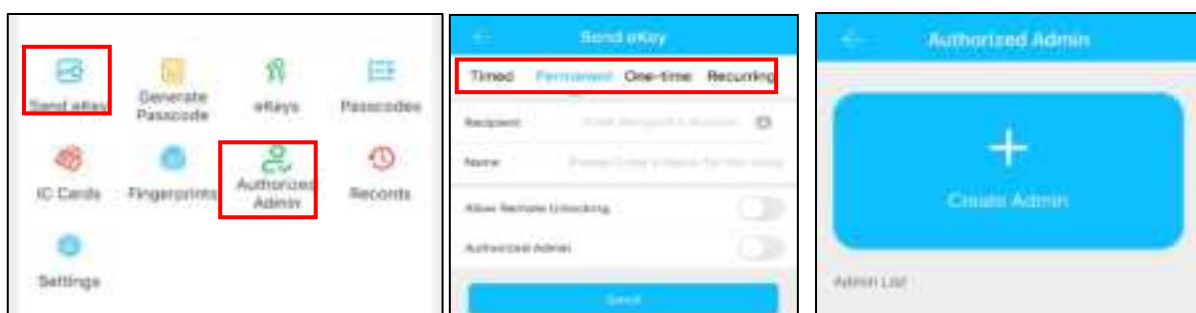 Send eKey
Generate
Passcode
eKeys
Passcodes
IC Cards
Fingerprints
Authorized
Admin
Records
Settings
Send eKey
Timed Permanent One-time Recurring
Recipient
Name
Allow Remote Unlocking
Authorized Admin
Send
Authorized Admin
Create Admin
Admin List